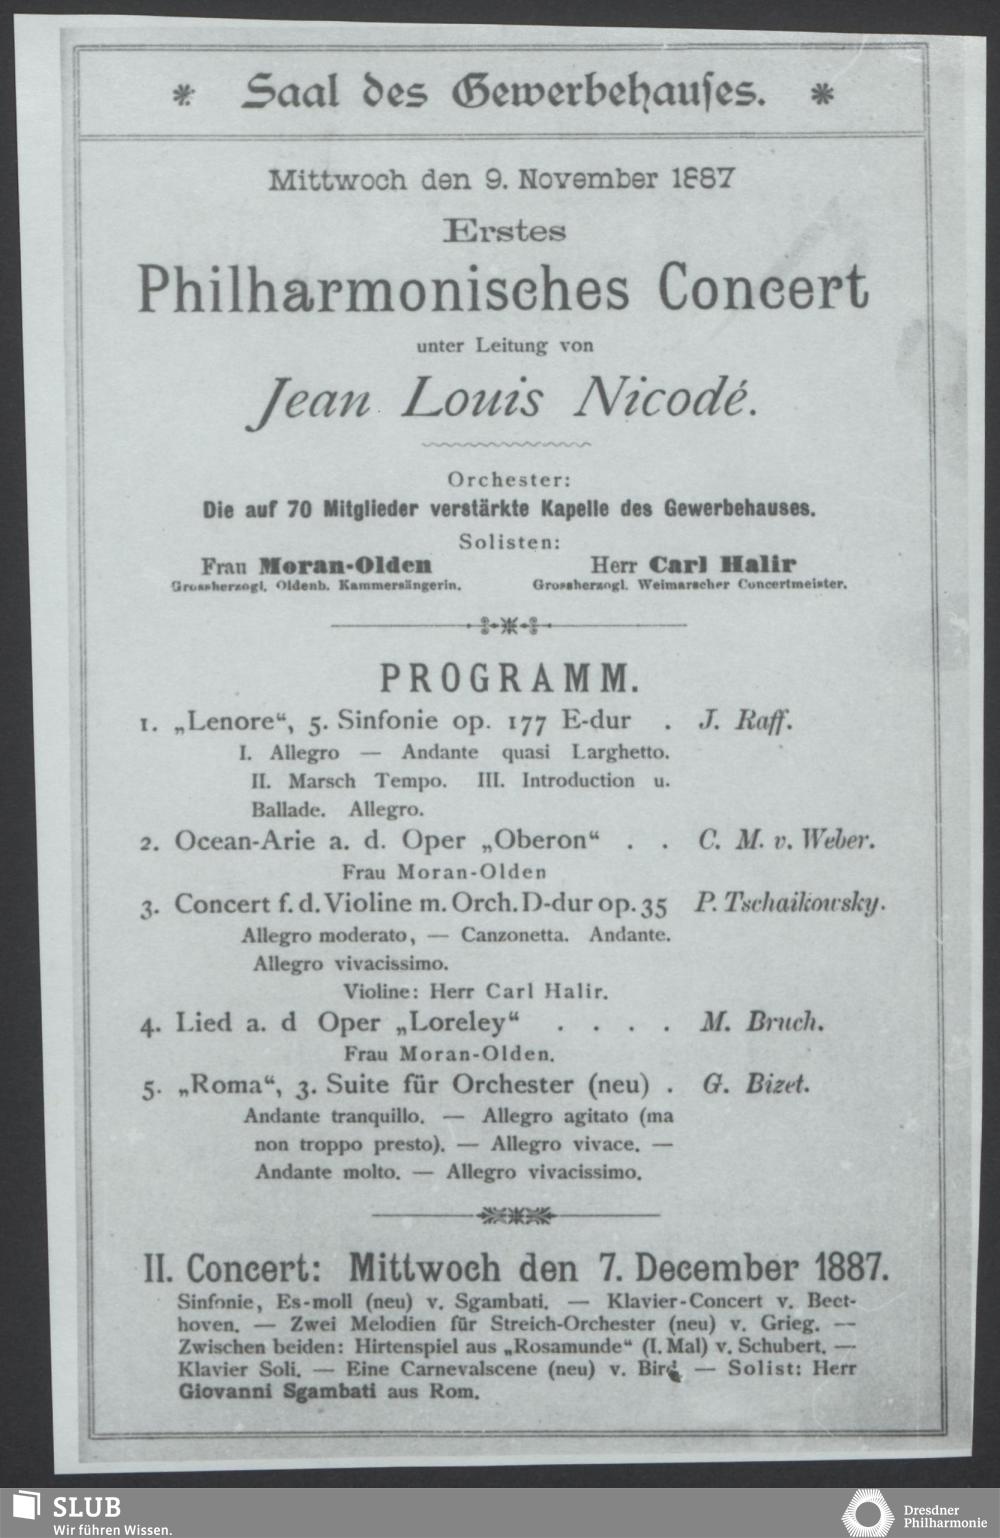 * Saal des Gewerbehauses. *
Mittwoch den 9. November 1887
Erstes
Philharmonisches Concert
unter Leitung von
Jean Louis Nicodé.
Orchester:
Die auf 70 Mitglieder verstärkte Kapelle des Gewerbehauses.
Solisten:
Frau Moran-Olden Herr Carl Halir
Grossherzogl. Oldenb. Kammersängerin. Grossherzogl. Weimarscher Concertmeister.
PROGRAMM.
1. „Lenore“, 5. Sinfonie op. 177 E-dur . J. Raff.
I. Allegro — Andante quasi Larghetto.
II. Marsch Tempo. III. Introduction u.
Ballade. Allegro.
2. Ocean-Arie a. d. Oper „Oberon“ . . C. M. v. Weber.
Frau Moran-Olden
3. Concert f. d. Violine m. Orch. D-dur op. 35 P. Tschaikowsky.
Allegro moderato, — Canzonetta. Andante.
Allegro vivacissimo.
Violine: Herr Carl Halir.
4. Lied a. d Oper „Loreley“ . . . . M. Bruch.
Frau Moran-Olden.
5. „Roma“, 3. Suite für Orchester (neu) . G. Bizet.
Andante tranquillo. — Allegro agitato (ma
non troppo presto). — Allegro vivace. —
Andante molto. — Allegro vivacissimo.
II. Concert: Mittwoch den 7. December 1887.
Sinfonie, Es-moll (neu) v. Sgambati. — Klavier-Concert v. Beet-
hoven. — Zwei Melodien für Streich-Orchester (neu) v. Grieg. —
Zwischen beiden: Hirtenspiel aus „Rosamunde“ (I. Mal) v. Schubert. —
Klavier Soli. — Eine Carnevalscene (neu) v. Bird. — Solist: Herr
Giovanni Sgambati aus Rom.
SLUB
Wir führen Wissen.
Dresdner
Philharmonie